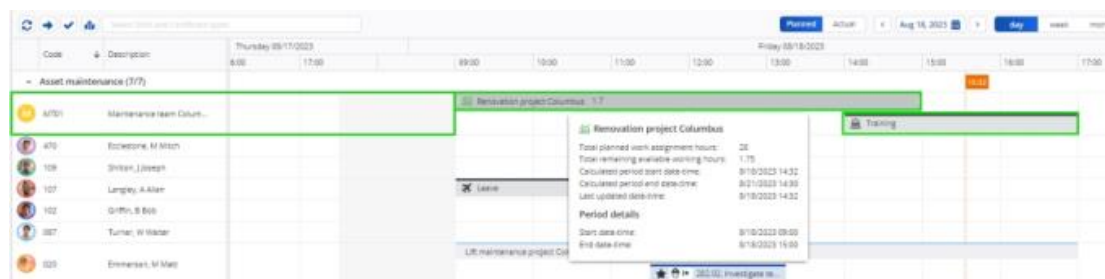 Planned Actual Aug 18, 2023 day week
Code Description Thursday 08/17/2023 Friday 08/18/2023
6:00 17:00 09:00 10:00 11:00 12:00 13:00 14:00 15:00 16:00 17:00
Asset maintenance (7/7)
MT01 Maintenance team Colum... Renovation project Columbus 1.7
Training
Renovation project Columbus
Total planned work assignment hours: 28
Total remaining available working hours: 1.75
Calculated period start date-time: 8/18/2023 14:32
Calculated period end date-time: 8/21/2023 14:30
Last updated date-time: 8/18/2023 14:32
Period details
Start date-time: 8/18/2023 09:00
End date-time: 8/18/2023 15:00
470 Ecclestone, M Mitch
109
107 Langley, A Allen Leave
102 Griffin, B Bob
Turner, W Walter
Lift maintenance project Co
020 Emmerson, M Matt
282.02, Investigate